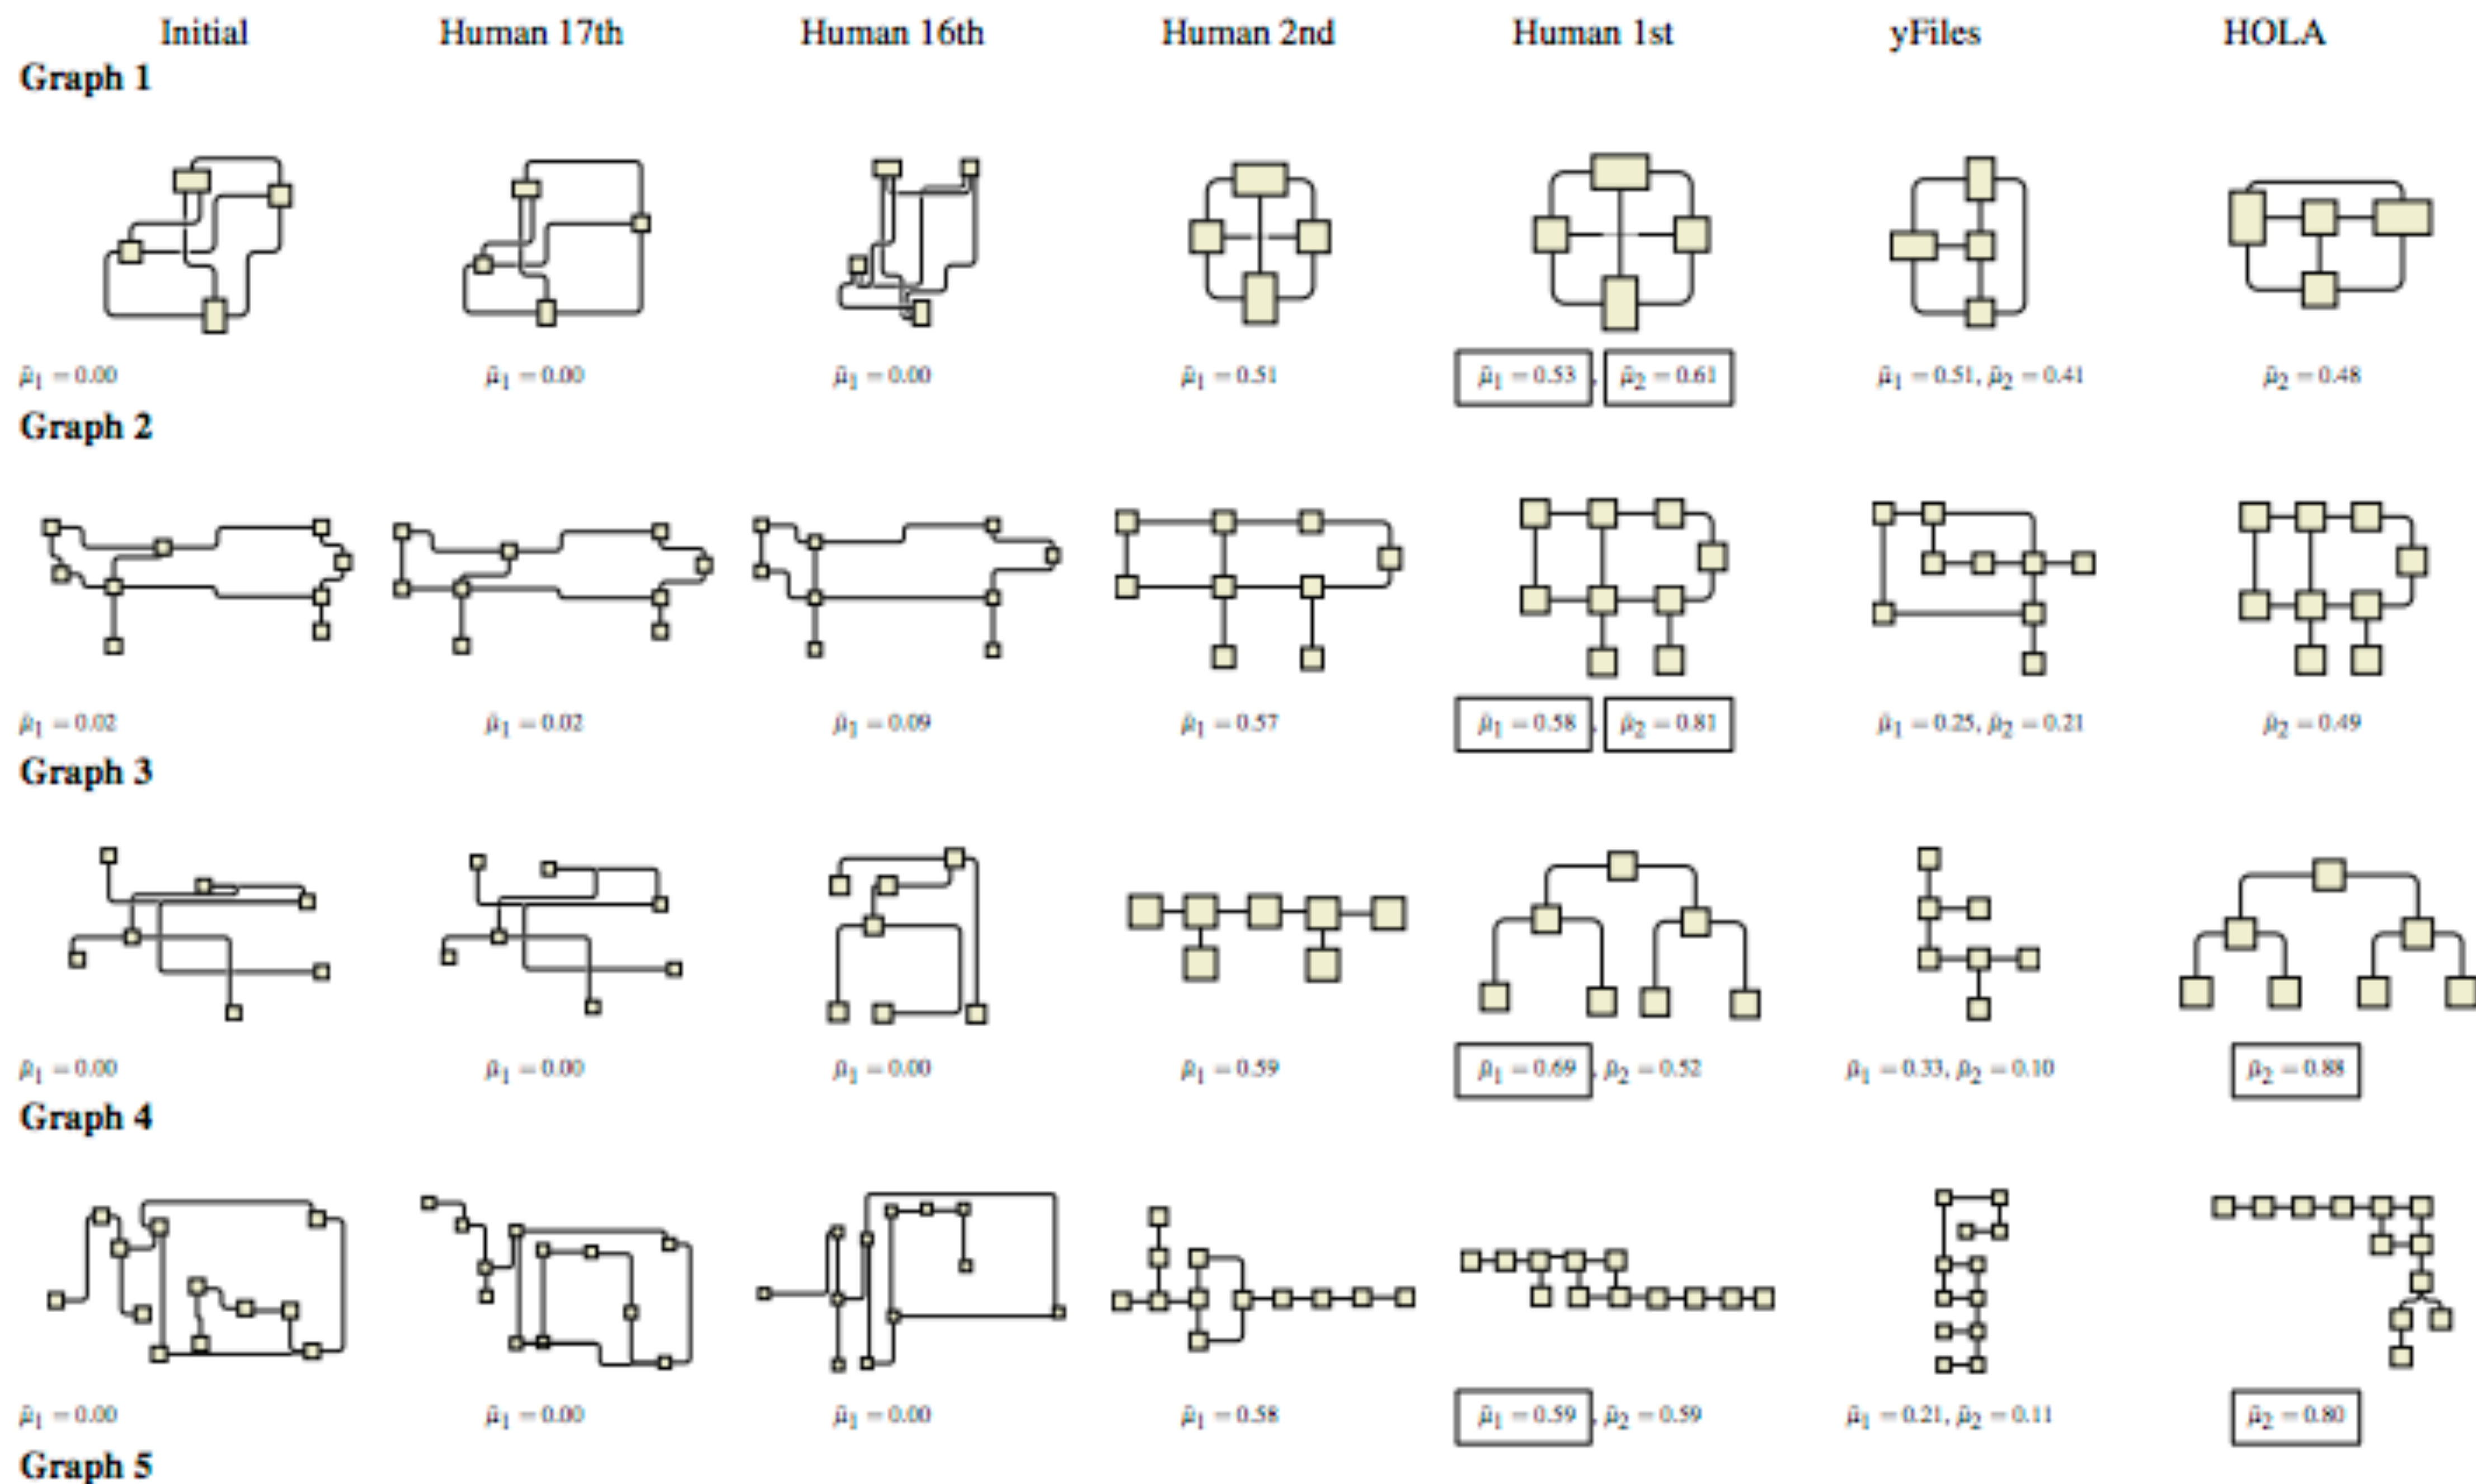 Initial Human 17th Human 16th Human 2nd Human 1st yFiles HOLA
Graph 1
μ̂1 = 0.00 μ̂1 = 0.00 μ̂1 = 0.00 μ̂1 = 0.51 μ̂1 = 0.53 , μ̂2 = 0.61 μ̂1 = 0.51, μ̂2 = 0.41 μ̂2 = 0.48
Graph 2
μ̂1 = 0.02 μ̂1 = 0.02 μ̂1 = 0.09 μ̂1 = 0.57 μ̂1 = 0.58 , μ̂2 = 0.81 μ̂1 = 0.25, μ̂2 = 0.21 μ̂2 = 0.49
Graph 3
μ̂1 = 0.00 μ̂1 = 0.00 μ̂1 = 0.00 μ̂1 = 0.59 μ̂1 = 0.69 , μ̂2 = 0.52 μ̂1 = 0.33, μ̂2 = 0.10 μ̂2 = 0.88
Graph 4
μ̂1 = 0.00 μ̂1 = 0.00 μ̂1 = 0.00 μ̂1 = 0.58 μ̂1 = 0.59 , μ̂2 = 0.59 μ̂1 = 0.21, μ̂2 = 0.11 μ̂2 = 0.80
Graph 5